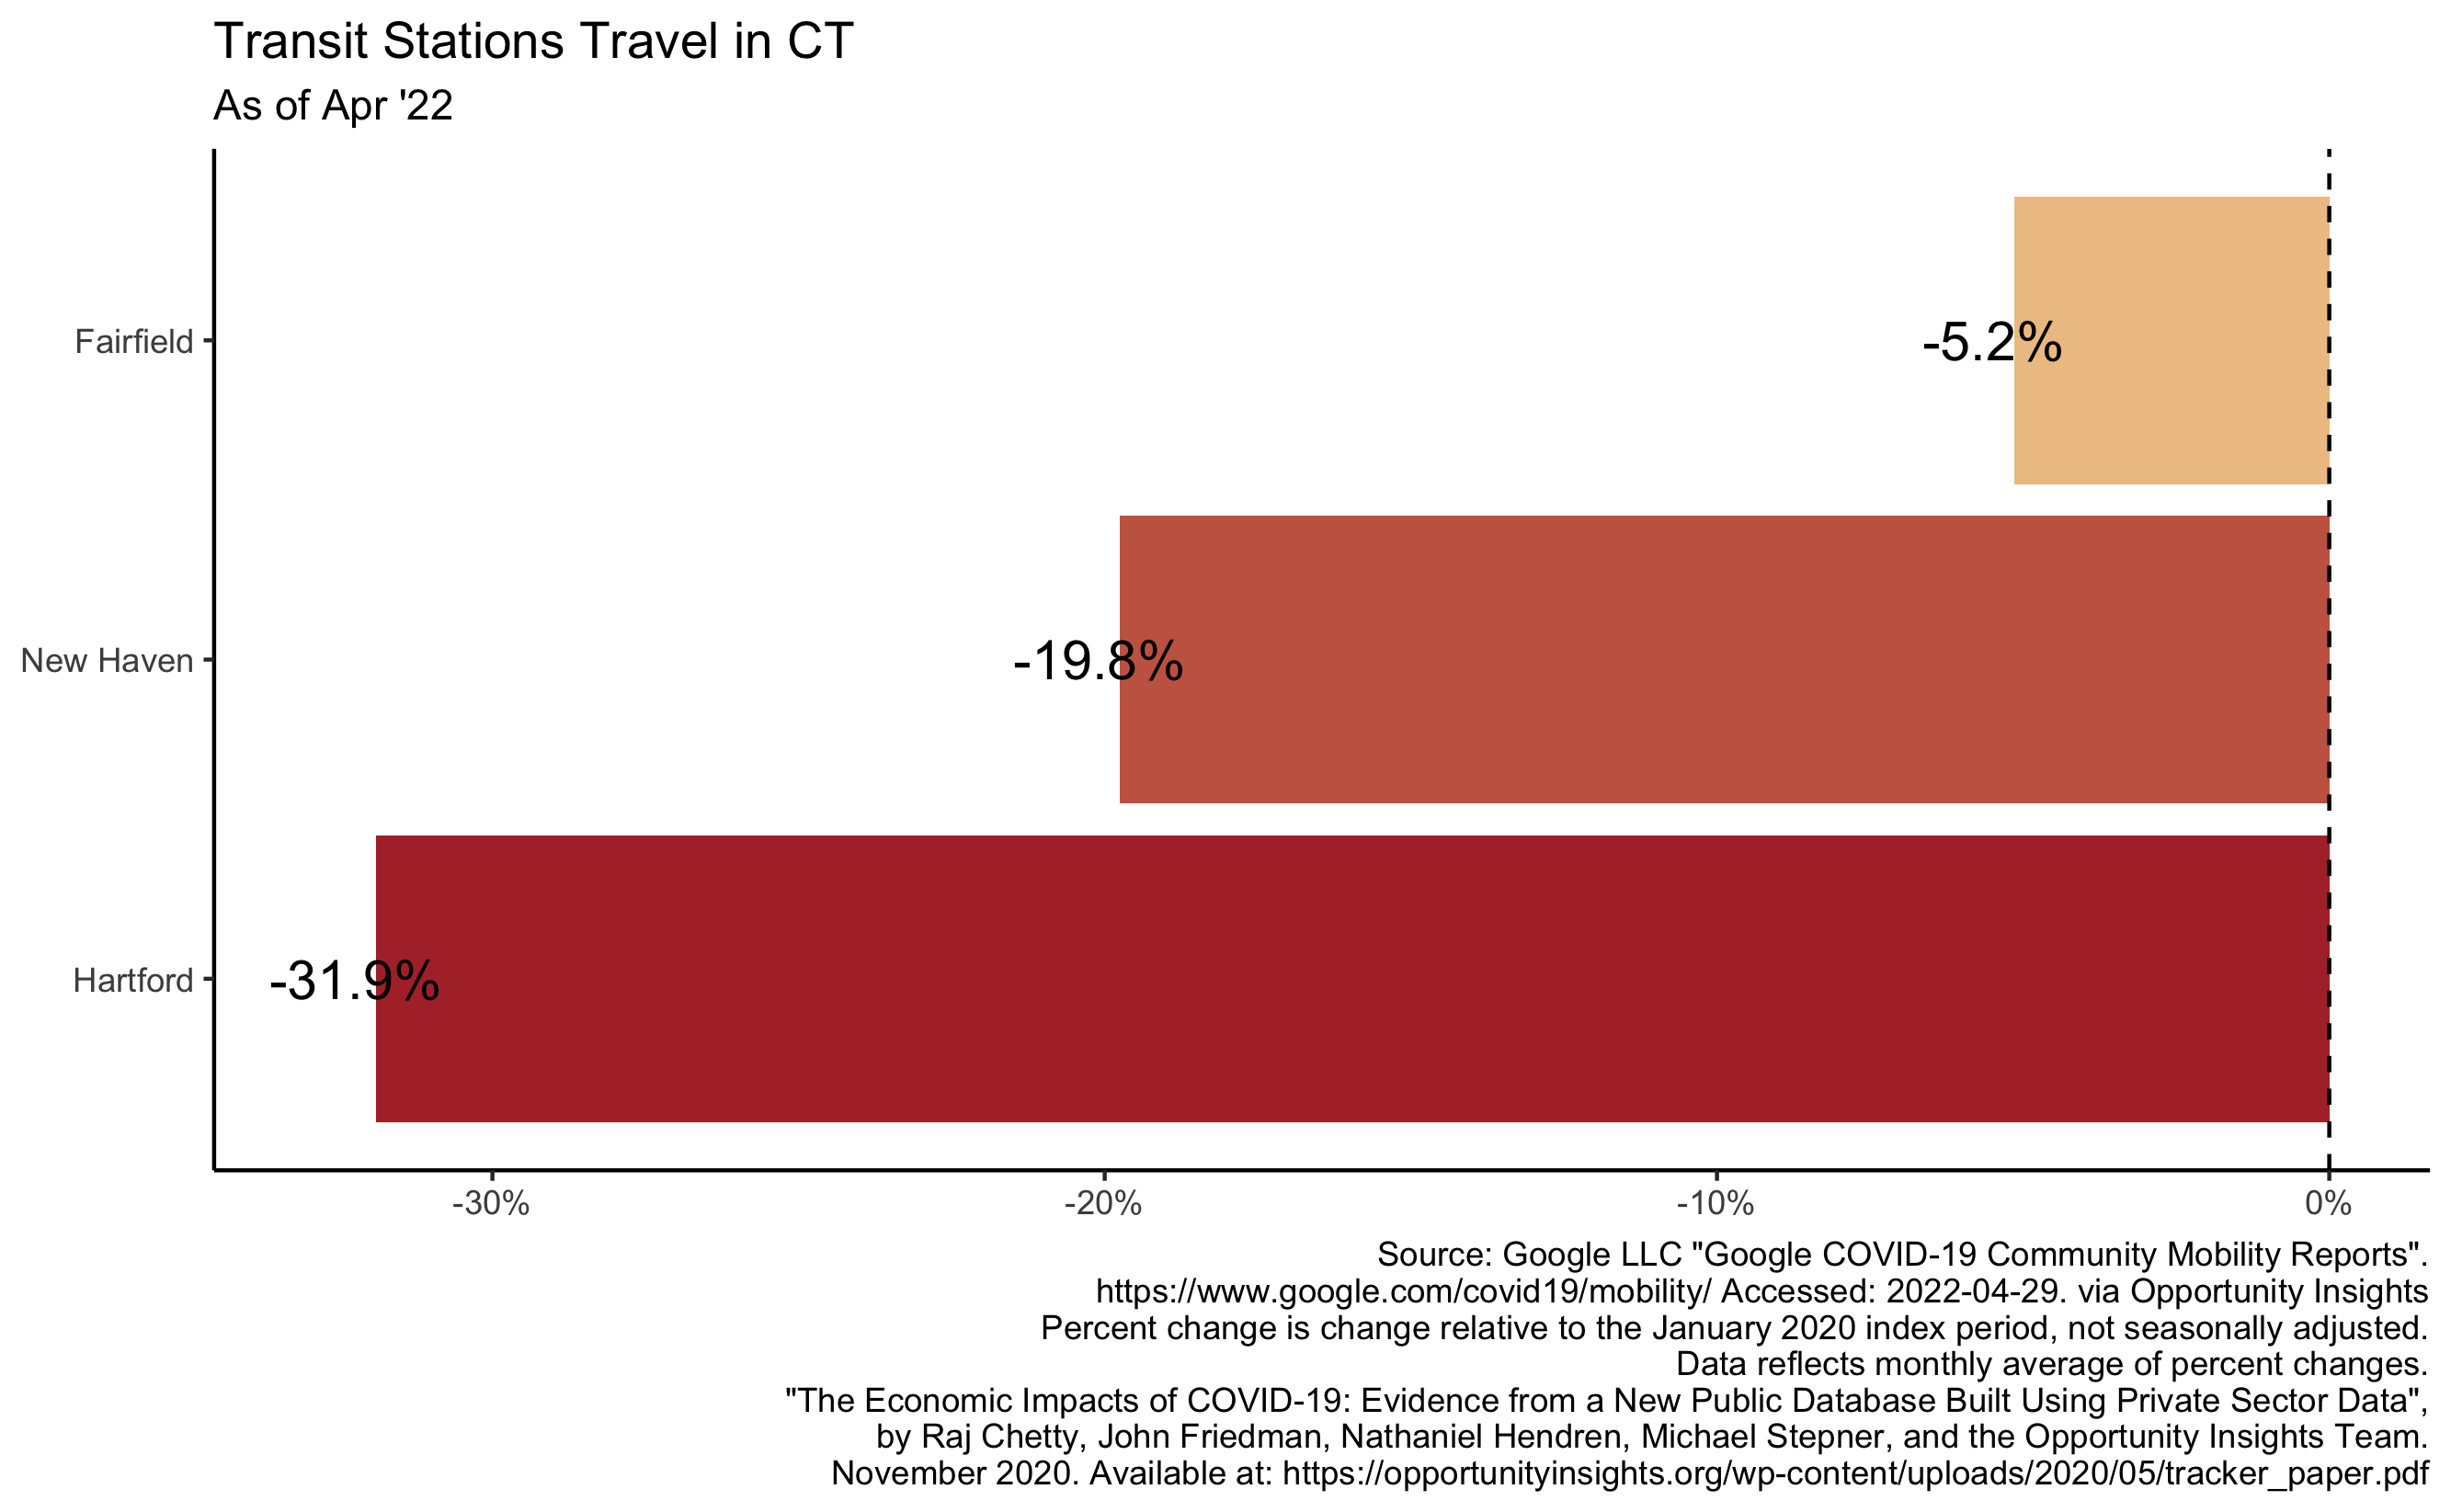 Transit Stations Travel in CT
As of Apr '22
Fairfield
-5.2%
New Haven
-19.8%
Hartford
-31.9%
-30%
-20%
-10%
0%
Source: Google LLC "Google COVID-19 Community Mobility Reports".
https://www.google.com/covid19/mobility/ Accessed: 2022-04-29. via Opportunity Insights
Percent change is change relative to the January 2020 index period, not seasonally adjusted.
Data reflects monthly average of percent changes.
"The Economic Impacts of COVID-19: Evidence from a New Public Database Built Using Private Sector Data",
by Raj Chetty, John Friedman, Nathaniel Hendren, Michael Stepner, and the Opportunity Insights Team.
November 2020. Available at: https://opportunityinsights.org/wp-content/uploads/2020/05/tracker_paper.pdf